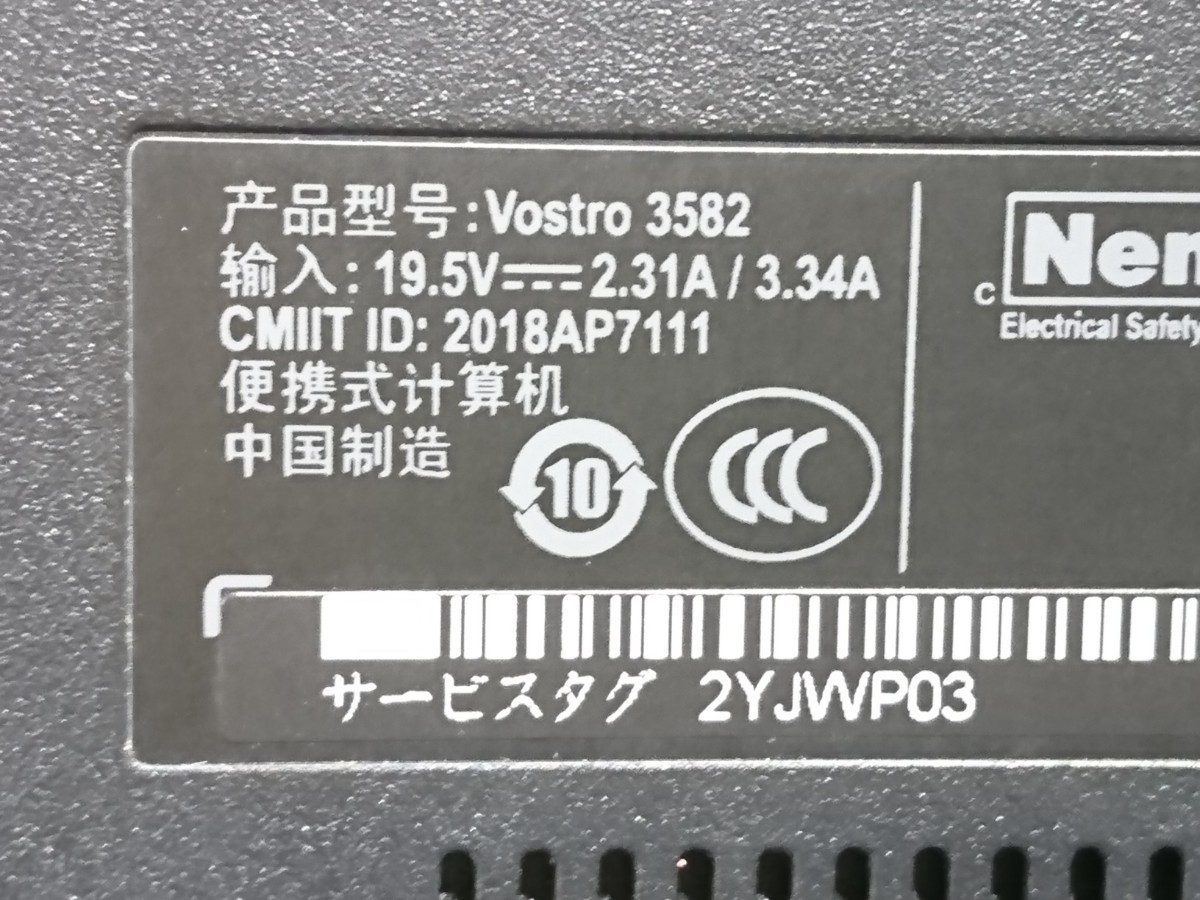 产品型号:Vostro 3582
输入: 19.5V⎓2.31A / 3.34A
CMIIT ID: 2018AP7111
便携式计算机
中国制造
10
CCC
c
Nem
Electrical Safety
サービスタグ 2YJWP03